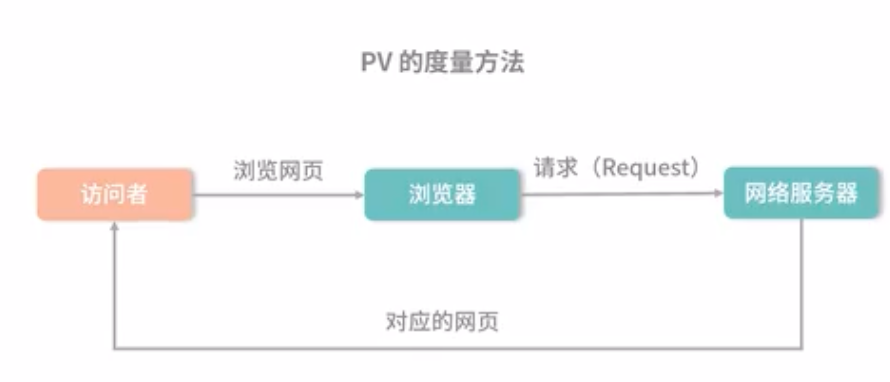 PV 的度量方法
浏览网页
请求（Request）
访问者
浏览器
网络服务器
对应的网页